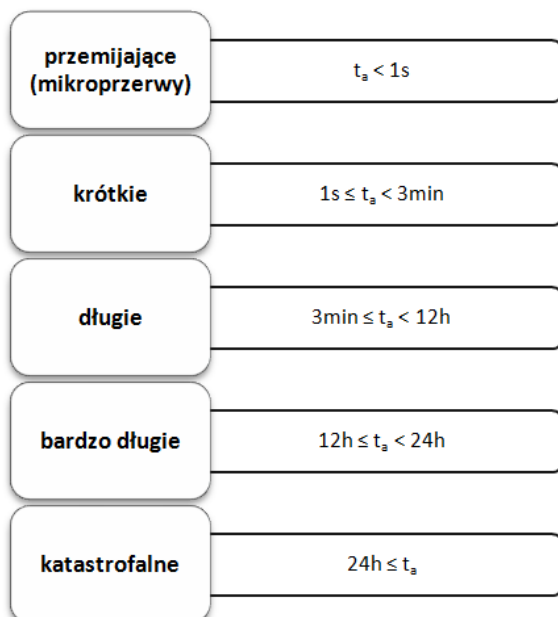 przemijające
(mikroprzerwy)
tₐ < 1s
krótkie
1s ≤ tₐ < 3min
długie
3min ≤ tₐ < 12h
bardzo długie
12h ≤ tₐ < 24h
katastrofalne
24h ≤ tₐ